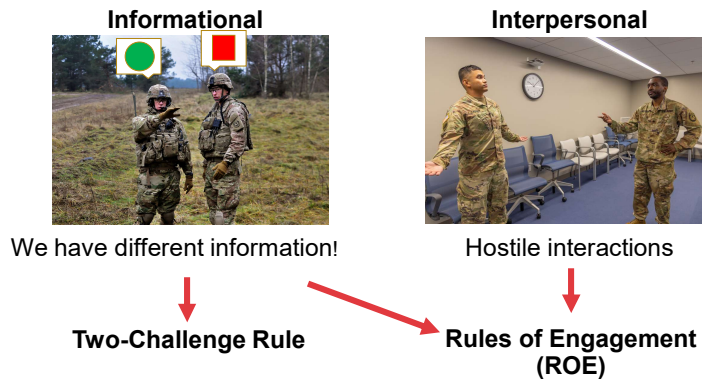 Informational
Interpersonal
We have different information!
Hostile interactions
Two-Challenge Rule
Rules of Engagement
(ROE)